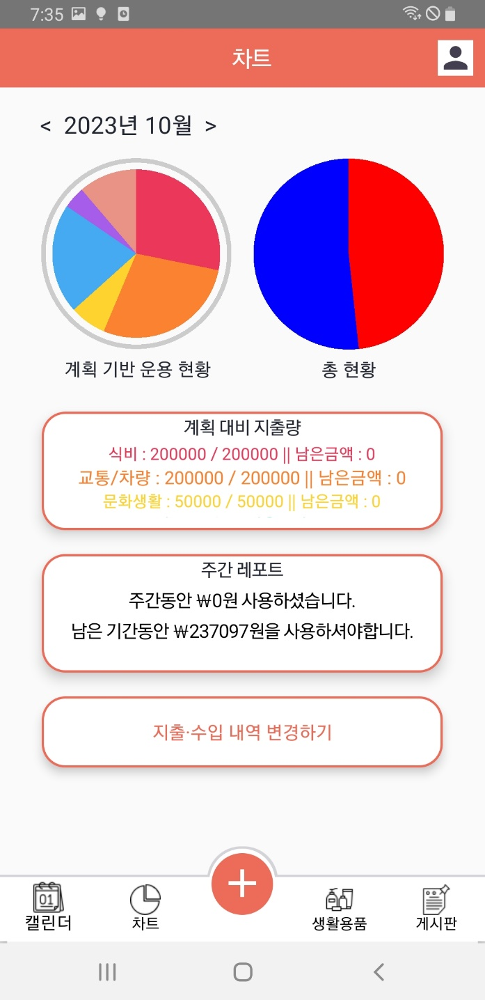 7:35
차트
< 2023년 10월 >
계획 기반 운용 현황
총 현황
계획 대비 지출량
식비 : 200000 / 200000 || 남은금액 : 0
교통/차량 : 200000 / 200000 || 남은금액 : 0
문화생활 : 50000 / 50000 || 남은금액 : 0
주간 레포트
주간동안 ₩0원 사용하셨습니다.
남은 기간동안 ₩237097원을 사용하셔야합니다.
지출·수입 내역 변경하기
01
캘린더
차트
생활용품
게시판